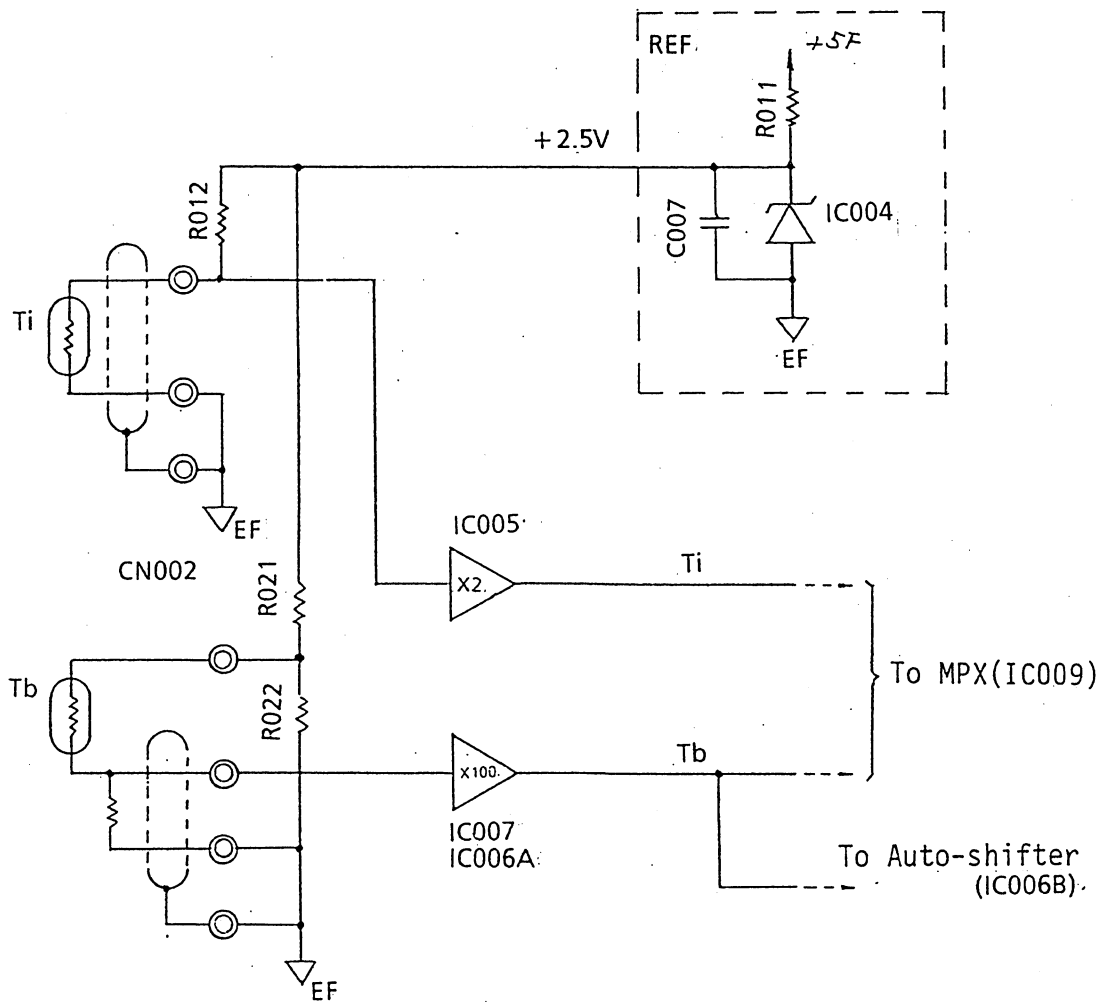 REF.
+5F
R011
+2.5V
R012
C007
IC004
Ti
EF
EF
IC005
CN002
R021
X2.
Ti
To MPX(IC009)
Tb
R022
X100.
Tb
IC007
IC006A
To Auto-shifter
(IC006B)
EF